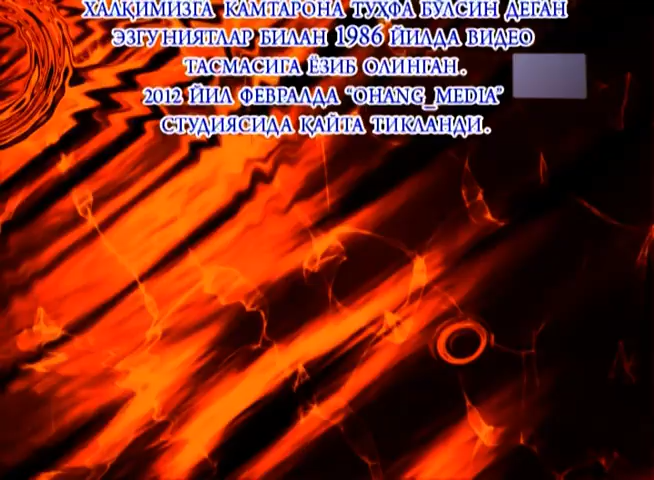 ХАЛҚИМИЗГА КАМТАРОНА ТУҲФА БУЛСИН ДЕГАН
ЭЗГУ НИЯТЛАР БИЛАН 1986 ЙИЛДА ВИДЕО
ТАСМАСИГА ЁЗИБ ОЛИНГАН.
2012 ЙИЛ ФЕВРАЛДА "OHANG_MEDIA"
СТУДИЯСИДА ҚАЙТА ТИКЛАНДИ.